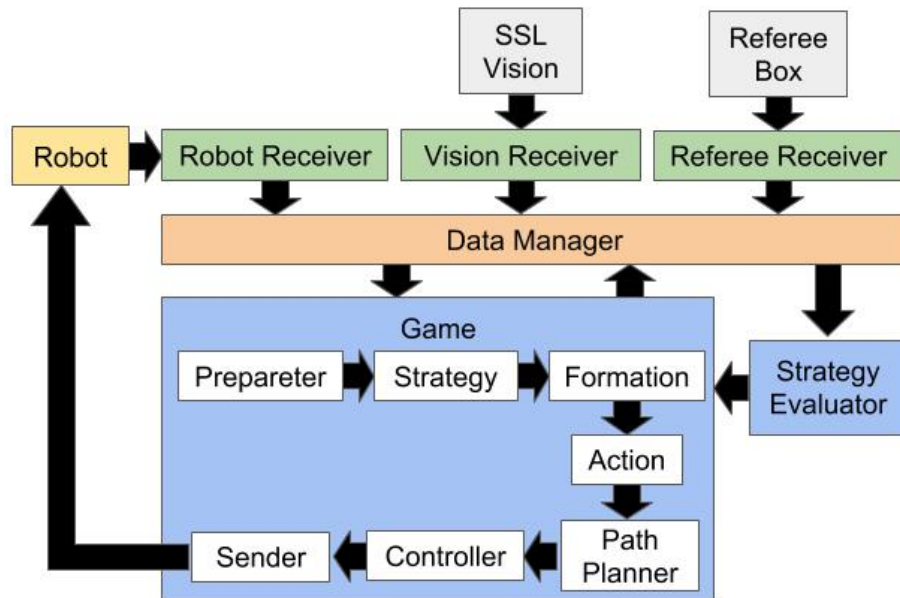 SSL
Vision
Referee
Box
Robot
Robot Receiver
Vision Receiver
Referee Receiver
Data Manager
Game
Prepareter
Strategy
Formation
Strategy
Evaluator
Action
Sender
Controller
Path
Planner